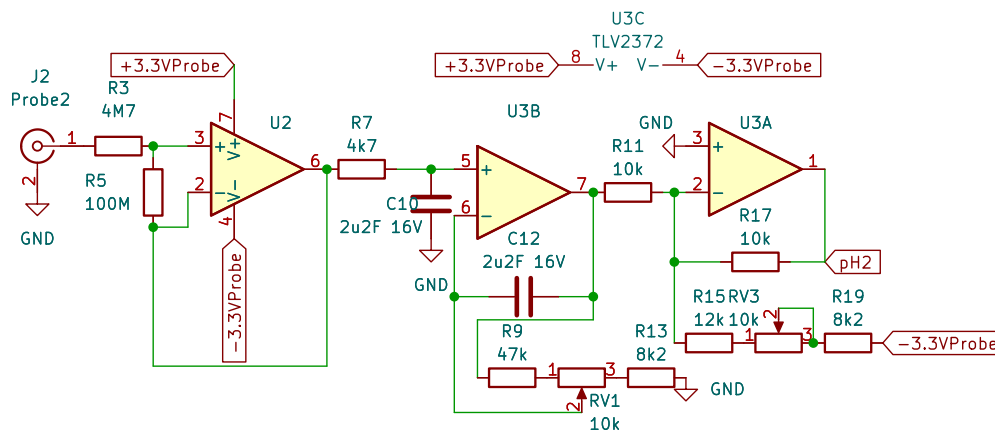 U3C
TLV2372
+3.3VProbe
8
V+
V-
4
-3.3VProbe
+3.3VProbe
J2
Probe2
1
2
GND
R3
4M7
R5
100M
U2
7
3
+
V+
2
-
V-
4
6
-3.3VProbe
R7
4k7
C10
2u2F 16V
GND
U3B
5
+
6
-
7
C12
2u2F 16V
R9
47k
1
3
2
RV1
10k
R13
8k2
GND
R11
10k
GND
U3A
3
+
2
-
1
R17
10k
pH2
R15
12k
RV3
10k
1
2
3
R19
8k2
-3.3VProbe